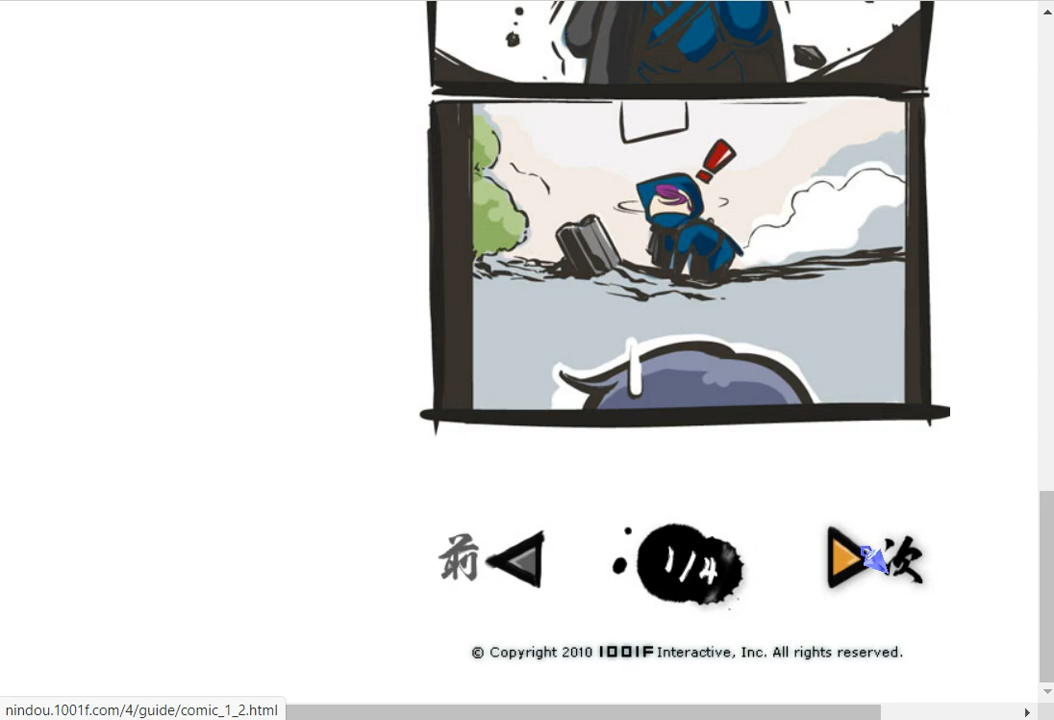 前
1/4
次
© Copyright 2010 1001F Interactive, Inc. All rights reserved.
nindou.1001f.com/4/guide/comic_1_2.html